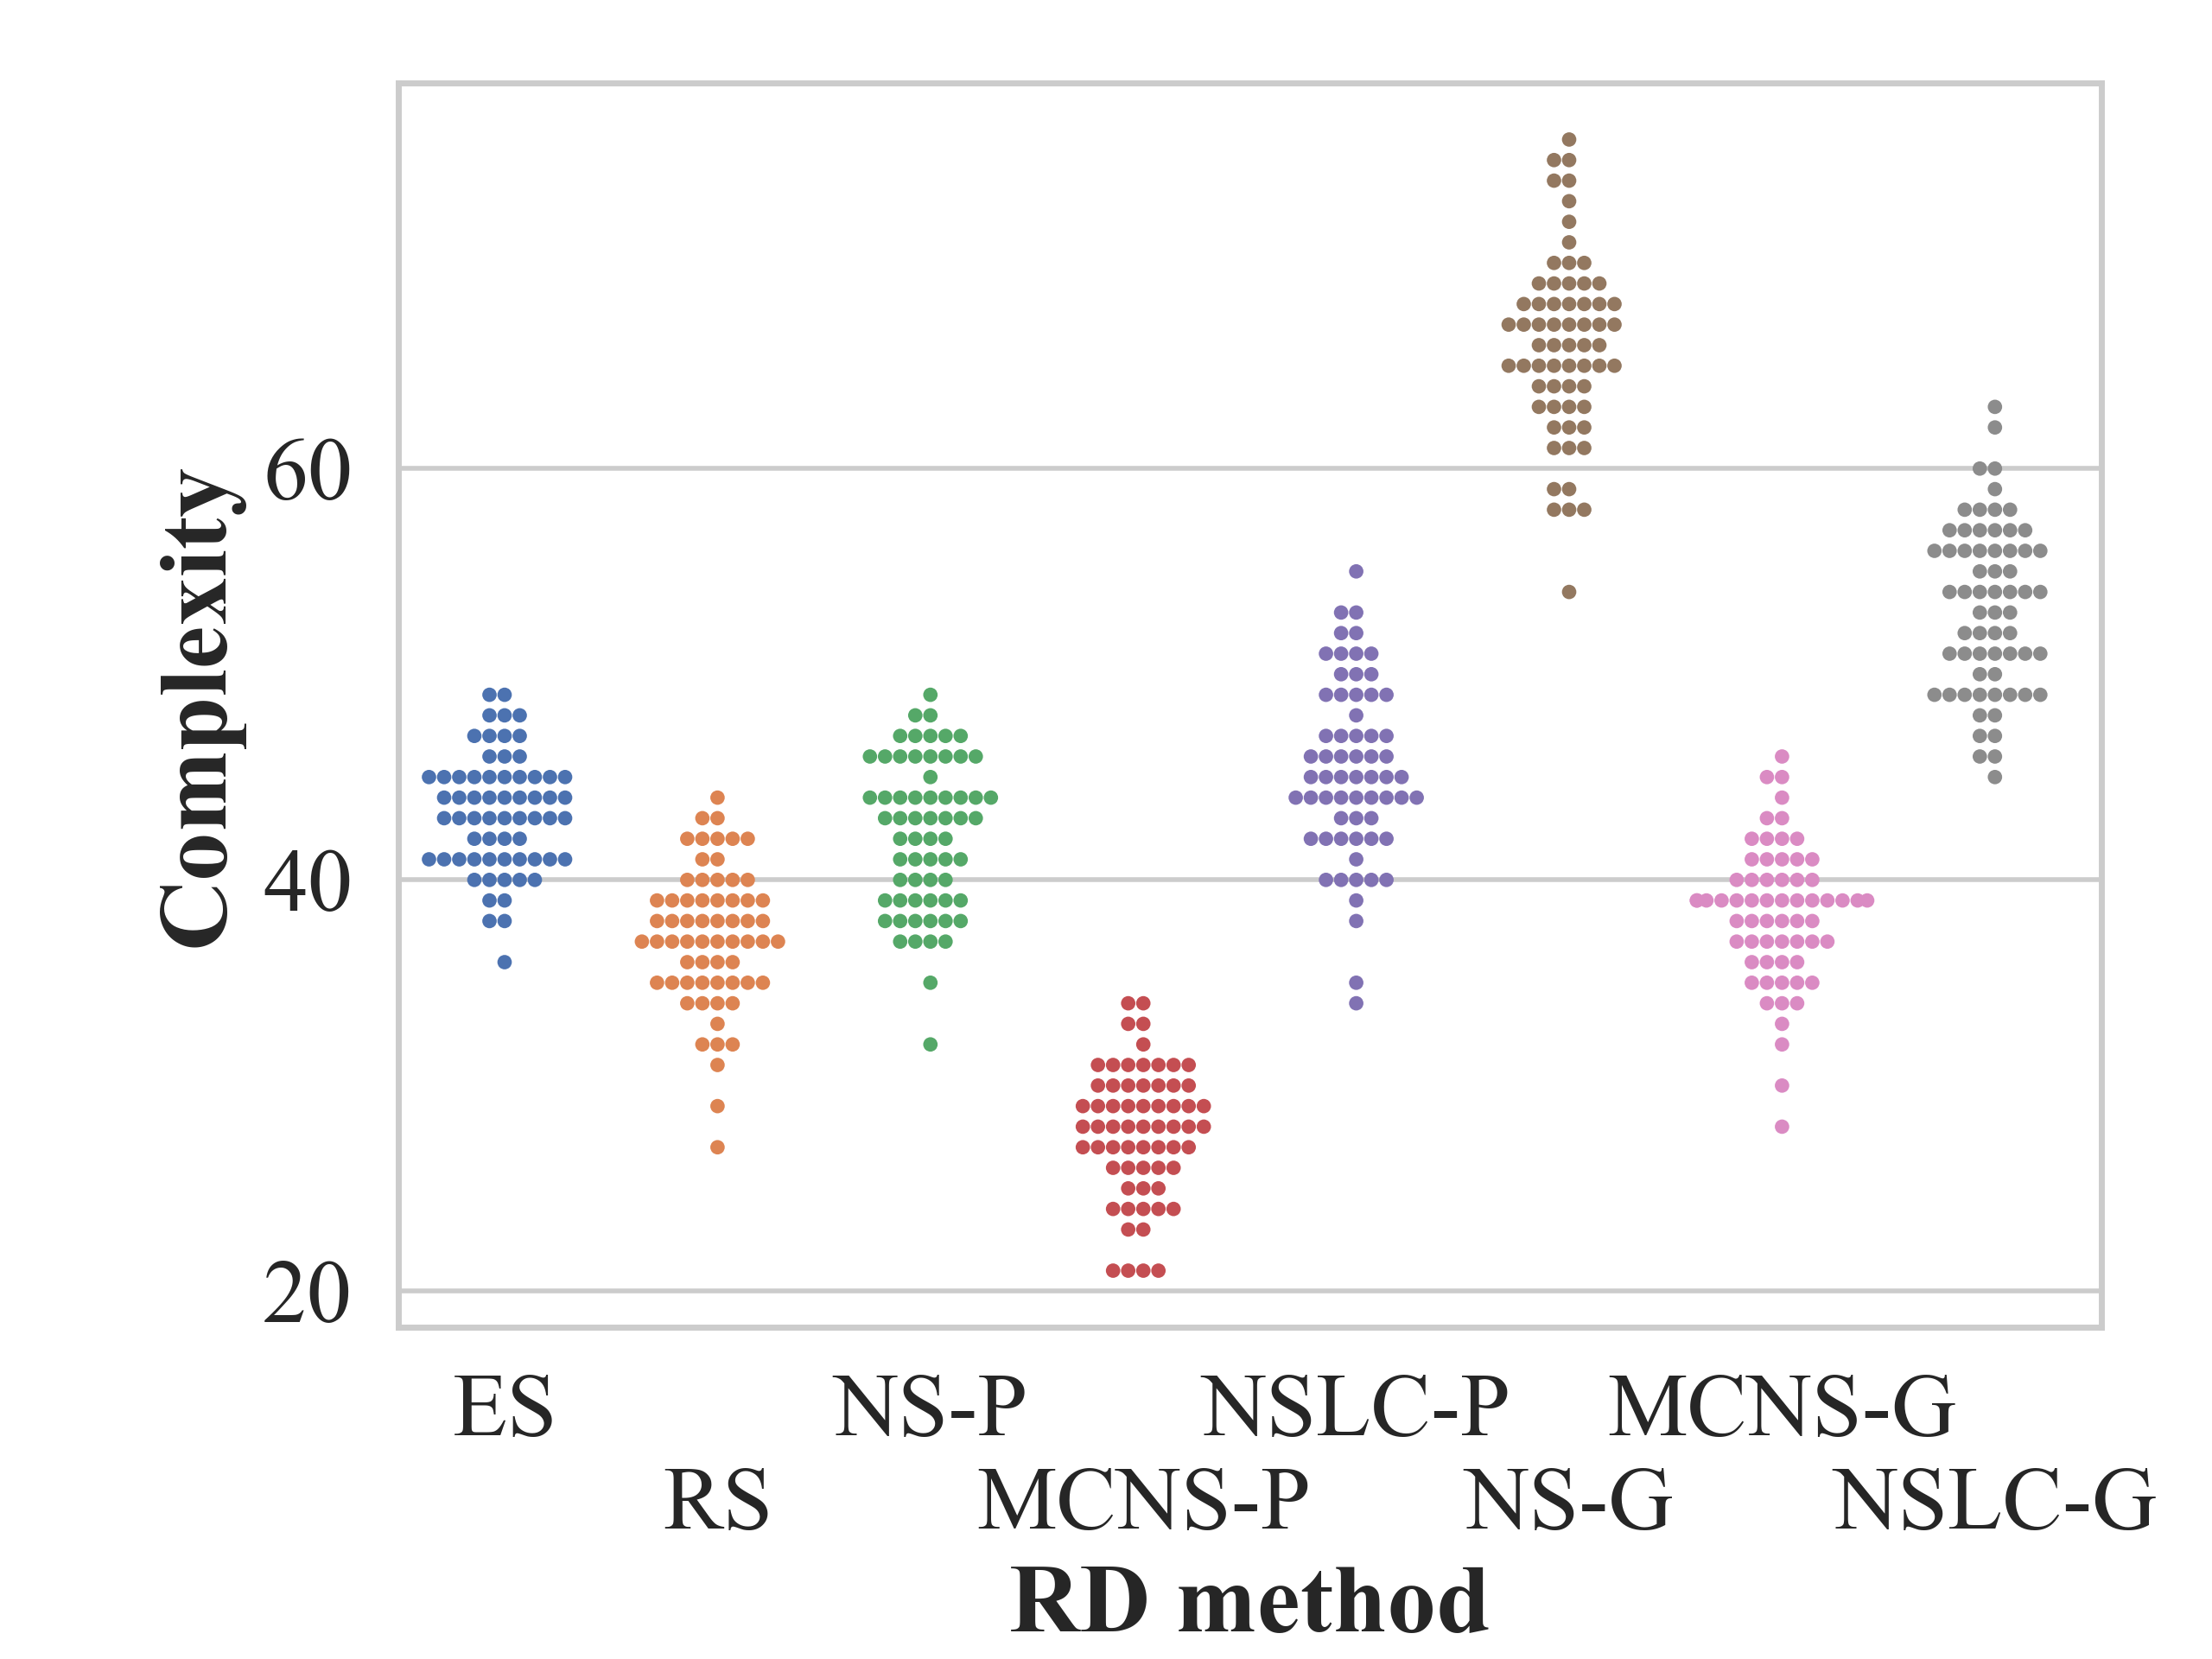 Complexity
60
40
20
ES NS-P NSLC-P MCNS-G
RS MCNS-P NS-G NSLC-G
RD method